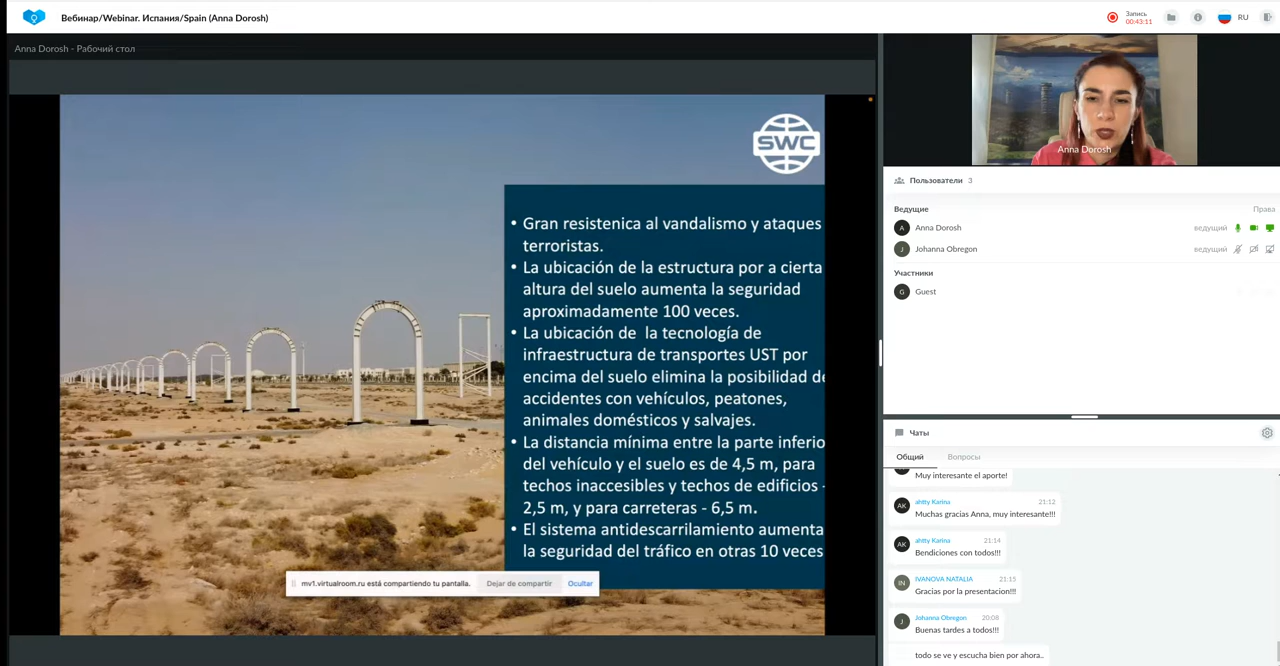 Вебинар/Webinar. Испания/Spain (Anna Dorosh)
Запись
00:43:11
RU
Anna Dorosh - Рабочий стол
SWC
• Gran resistenica al vandalismo y ataques
terroristas.
• La ubicación de la estructura por a cierta
altura del suelo aumenta la seguridad
aproximadamente 100 veces.
• La ubicación de la tecnología de
infraestructura de transportes UST por
encima del suelo elimina la posibilidad de
accidentes con vehículos, peatones,
animales domésticos y salvajes.
• La distancia mínima entre la parte inferio
del vehículo y el suelo es de 4,5 m, para
techos inaccesibles y techos de edificios -
2,5 m, y para carreteras - 6,5 m.
• El sistema antidescarrilamiento aumenta
la seguridad del tráfico en otras 10 veces
mv1.virtualroom.ru está compartiendo tu pantalla. Dejar de compartir Ocultar
Anna Dorosh
Пользователи 3
Ведущие Права
A Anna Dorosh ведущий
J Johanna Obregon ведущий
Участники
G Guest
Чаты
Общий Вопросы
Muy interesante el aporte!
AK ahtty Karina 21:12
Muchas gracias Anna, muy interesante!!!
AK ahtty Karina 21:14
Bendiciones con todos!!!
IN IVANOVA NATALIA 21:15
Gracias por la presentacion!!!
J Johanna Obregon 20:08
Buenas tardes a todos!!!
todo se ve y escucha bien por ahora..